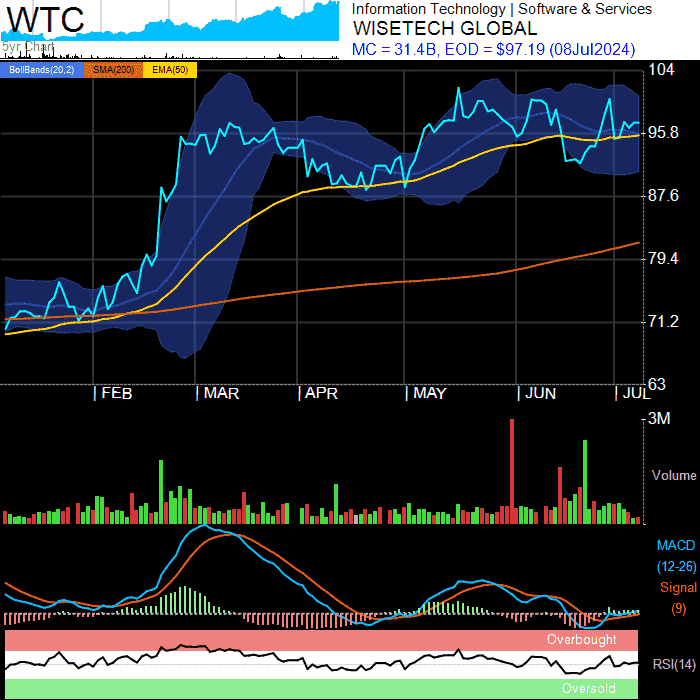 WTC
5yr Chart
Information Technology | Software & Services
WISETECH GLOBAL
MC = 31.4B, EOD = $97.19 (08Jul2024)
BollBands(20,2) SMA(200) EMA(50)
104
95.8
87.6
79.4
71.2
63
| FEB | MAR | APR | MAY | JUN | JUL
3M
Volume
MACD
(12-26)
Signal
(9)
Overbought
RSI(14)
Oversold